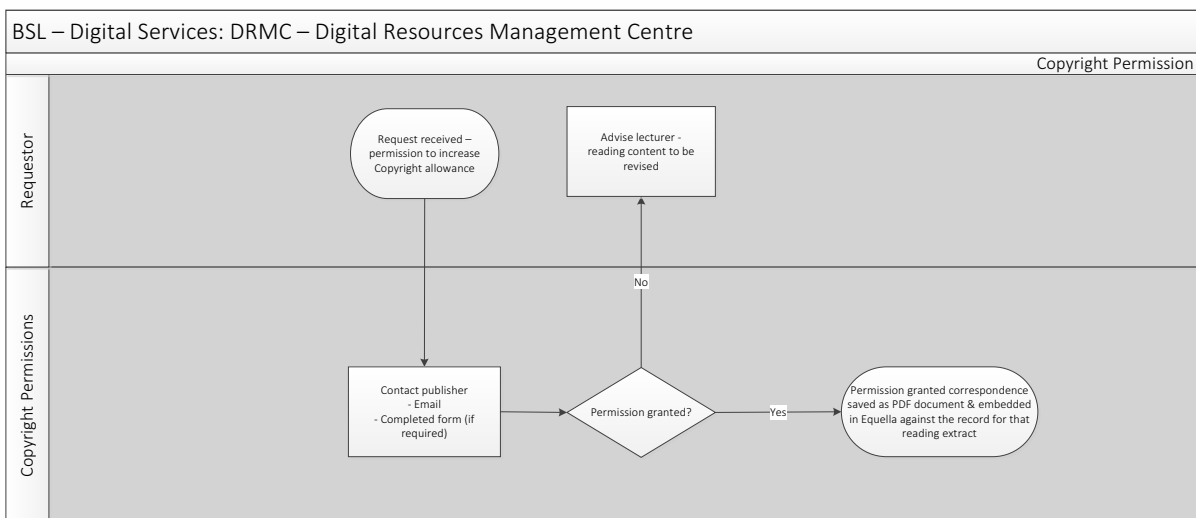 BSL – Digital Services: DRMC – Digital Resources Management Centre
Copyright Permission
Requestor
Request received –
permission to increase
Copyright allowance
Advise lecturer -
reading content to be
revised
No
Copyright Permissions
Contact publisher
- Email
- Completed form (if
required)
Permission granted?
Yes
Permission granted correspondence
saved as PDF document & embedded
in Equella against the record for that
reading extract